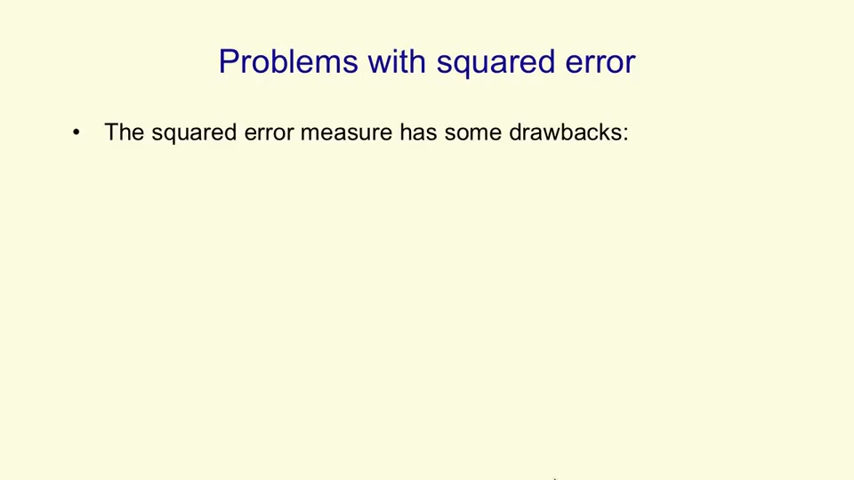 Problems with squared error
• The squared error measure has some drawbacks: